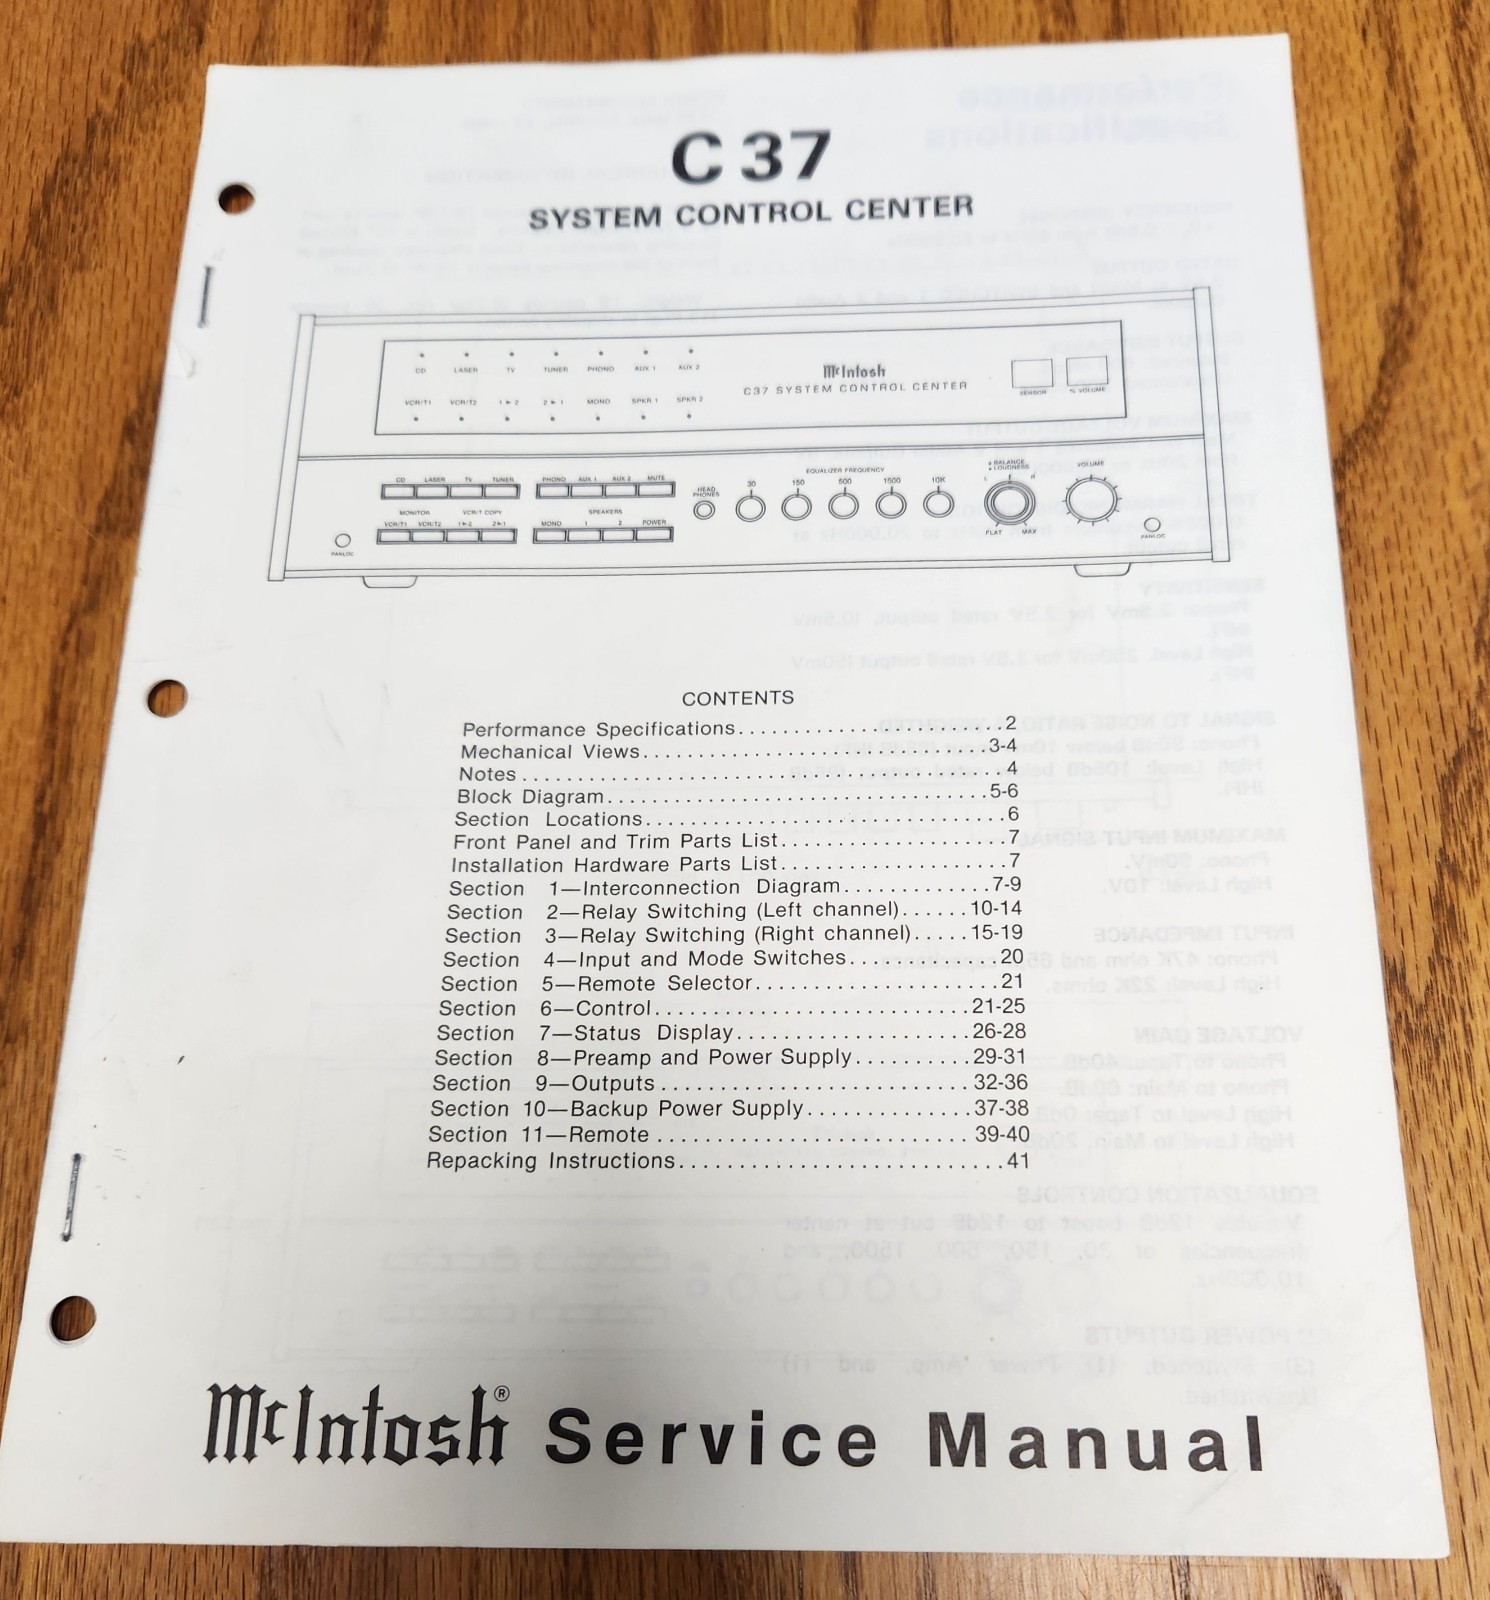 C 37
SYSTEM CONTROL CENTER
CD LASER TV TUNER PHONO AUX 1 AUX 2
McIntosh
C37 SYSTEM CONTROL CENTER
SENSOR % VOLUME
VCR/T1 VCR/T2 1 ▸ 2 2 ▸ 1 MONO SPKR 1 SPKR 2
CD LASER TV TUNER PHONO AUX 1 AUX 2 MUTE
HEAD PHONES
EQUALIZER FREQUENCY
30 150 500 1500 10K
BALANCE
LOUDNESS
L R
FLAT MAX
VOLUME
MONITOR VCR/T COPY SPEAKERS
VCR/T1 VCR/T2 1▸2 2▸1 MONO 1 2 POWER
PANLOC PANLOC
CONTENTS
Performance Specifications........................2
Mechanical Views...............................3-4
Notes...........................................4
Block Diagram..................................5-6
Section Locations...............................6
Front Panel and Trim Parts List....................7
Installation Hardware Parts List....................7
Section 1—Interconnection Diagram.............7-9
Section 2—Relay Switching (Left channel)......10-14
Section 3—Relay Switching (Right channel).....15-19
Section 4—Input and Mode Switches.............20
Section 5—Remote Selector.....................21
Section 6—Control...........................21-25
Section 7—Status Display....................26-28
Section 8—Preamp and Power Supply..........29-31
Section 9—Outputs...........................32-36
Section 10—Backup Power Supply..............37-38
Section 11—Remote...........................39-40
Repacking Instructions............................41
McIntosh® Service Manual